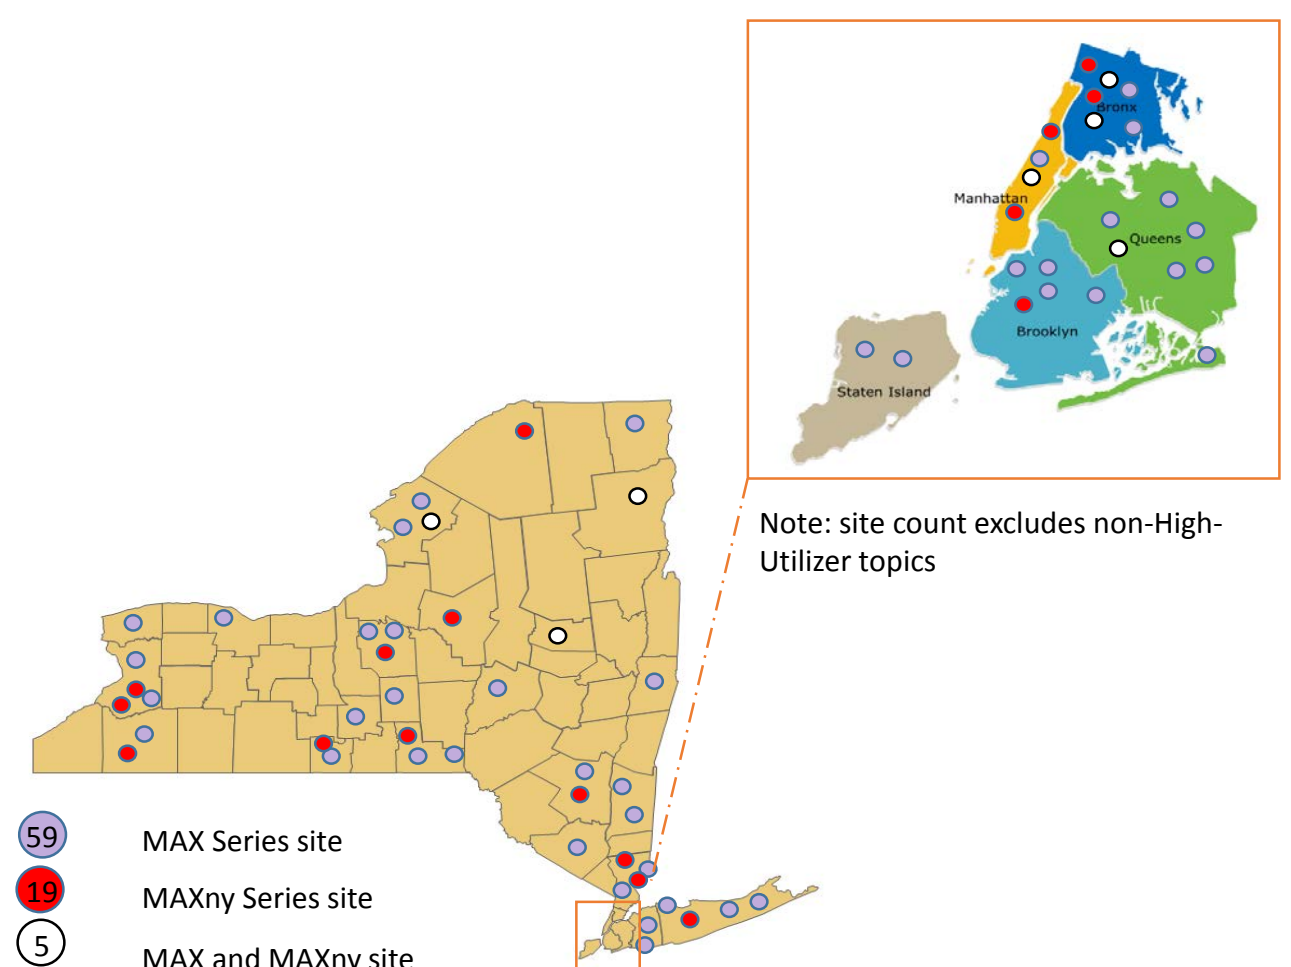 Bronx
Manhattan
Queens
Brooklyn
Staten Island
Note: site count excludes non-High-
Utilizer topics
59 MAX Series site
19 MAXny Series site
5 MAX and MAXny site